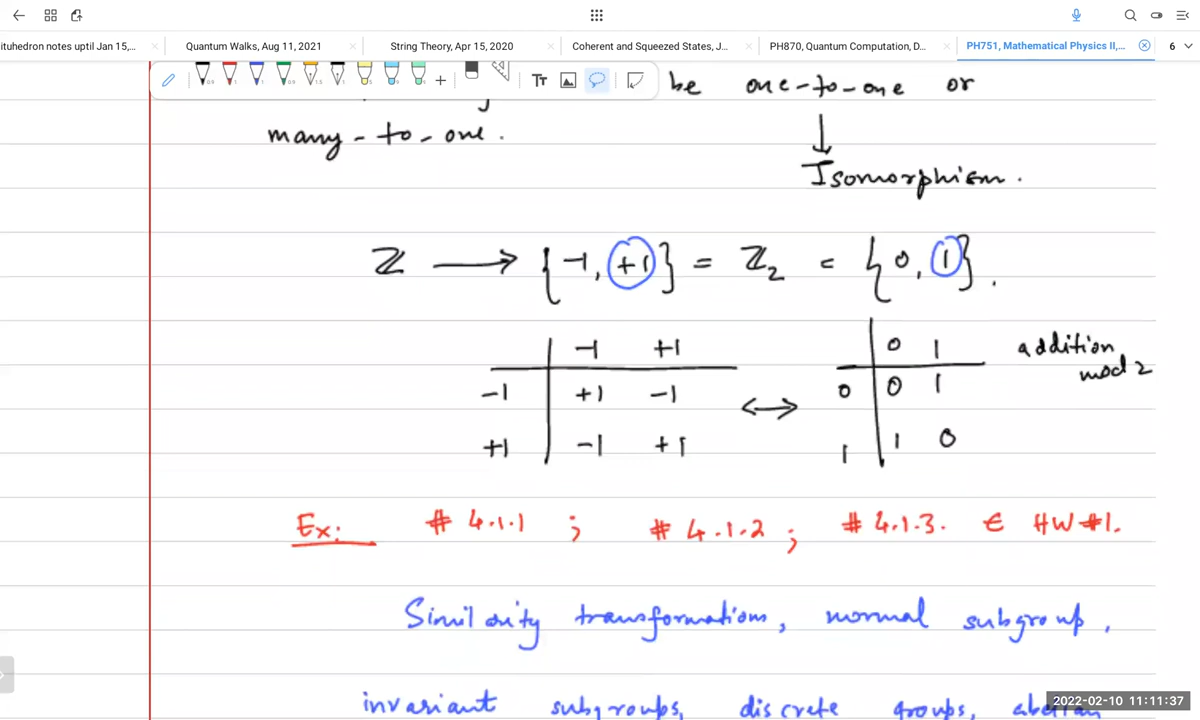 ituhedron notes uptil Jan 15,... Quantum Walks, Aug 11, 2021 String Theory, Apr 15, 2020 Coherent and Squeezed States, J... PH870, Quantum Computation, D... PH751, Mathematical Physics II,... 6
Tт
be one-to-one or
many-to-one.
↓
Isomorphism.
ℤ → {-1, +1} = ℤ₂ = {0, 1}.
-1 +1 0 1 addition
mod 2
-1 +1 -1 ↔ 0 0 1
+1 -1 +1 1 1 0
Ex: # 4.1.1 ; # 4.1.2 ; # 4.1.3. ∈ HW #1.
Similarity transformations, normal subgroup,
invariant subgroups, discrete groups, abelian
2022-02-10 11:11:37